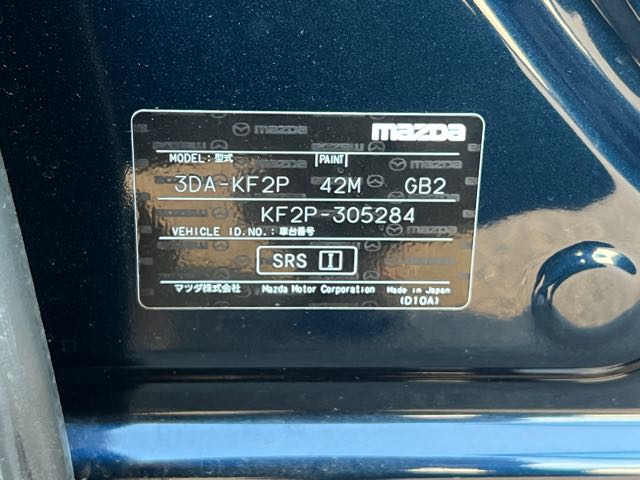 mazda
MODEL:型式 PAINT
3DA-KF2P 42M GB2
KF2P-305284
VEHICLE ID.NO.:車台番号
SRS I
マツダ株式会社 Mazda Motor Corporation Made in Japan
(D10A)